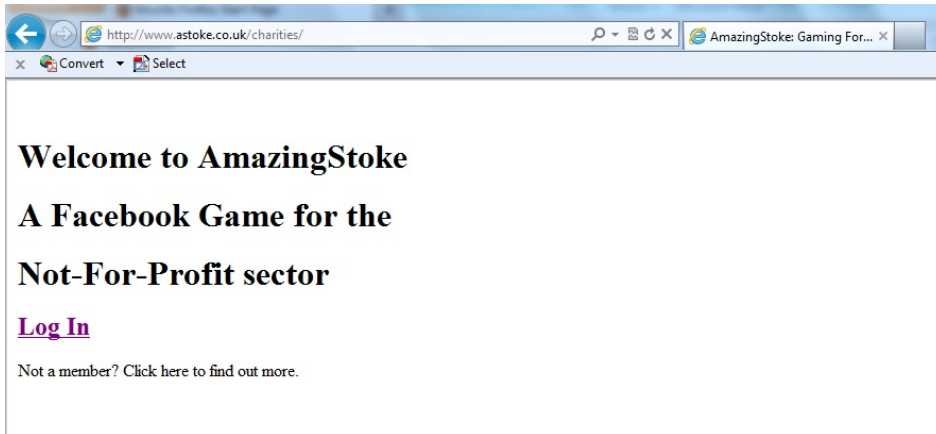 http://www.astoke.co.uk/charities/
AmazingStoke: Gaming For...
Convert
Select
Welcome to AmazingStoke
A Facebook Game for the
Not-For-Profit sector
Log In
Not a member? Click here to find out more.